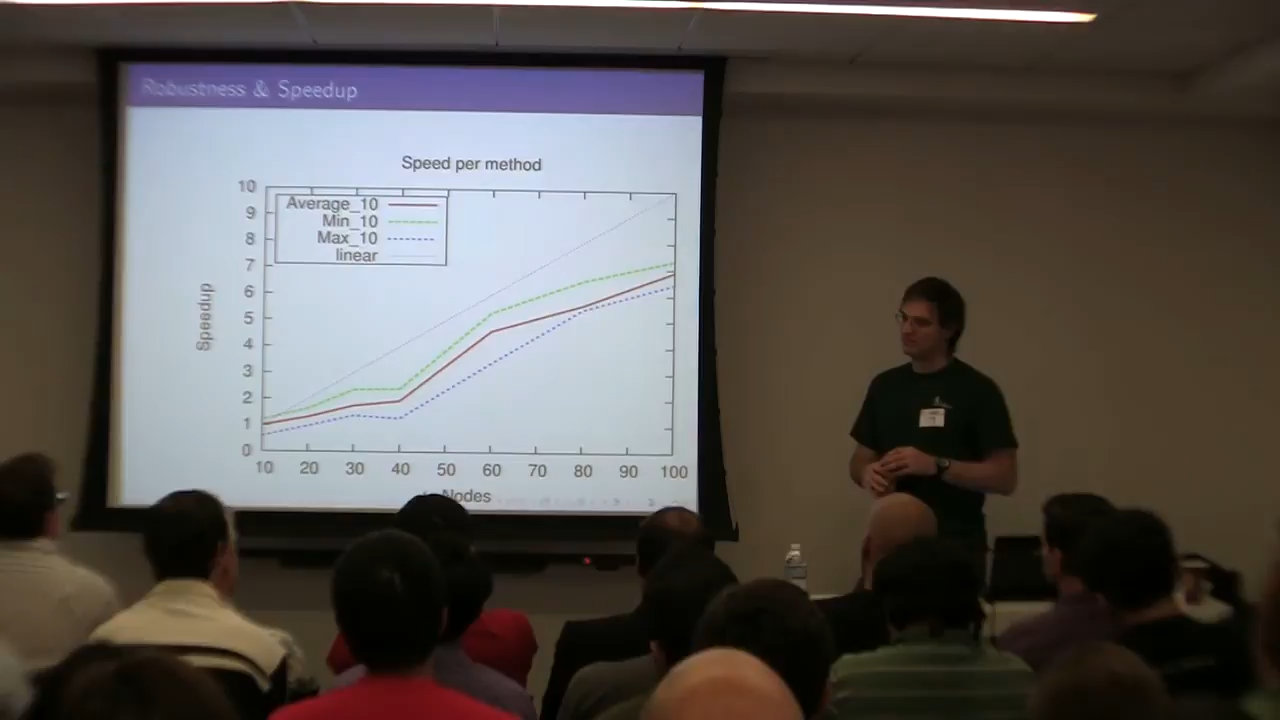 Robustness & Speedup
Speed per method
10
9
8
7
6
5
4
3
2
1
0
Speedup
Average_10
Min_10
Max_10
linear
10 20 30 40 50 60 70 80 90 100
Nodes